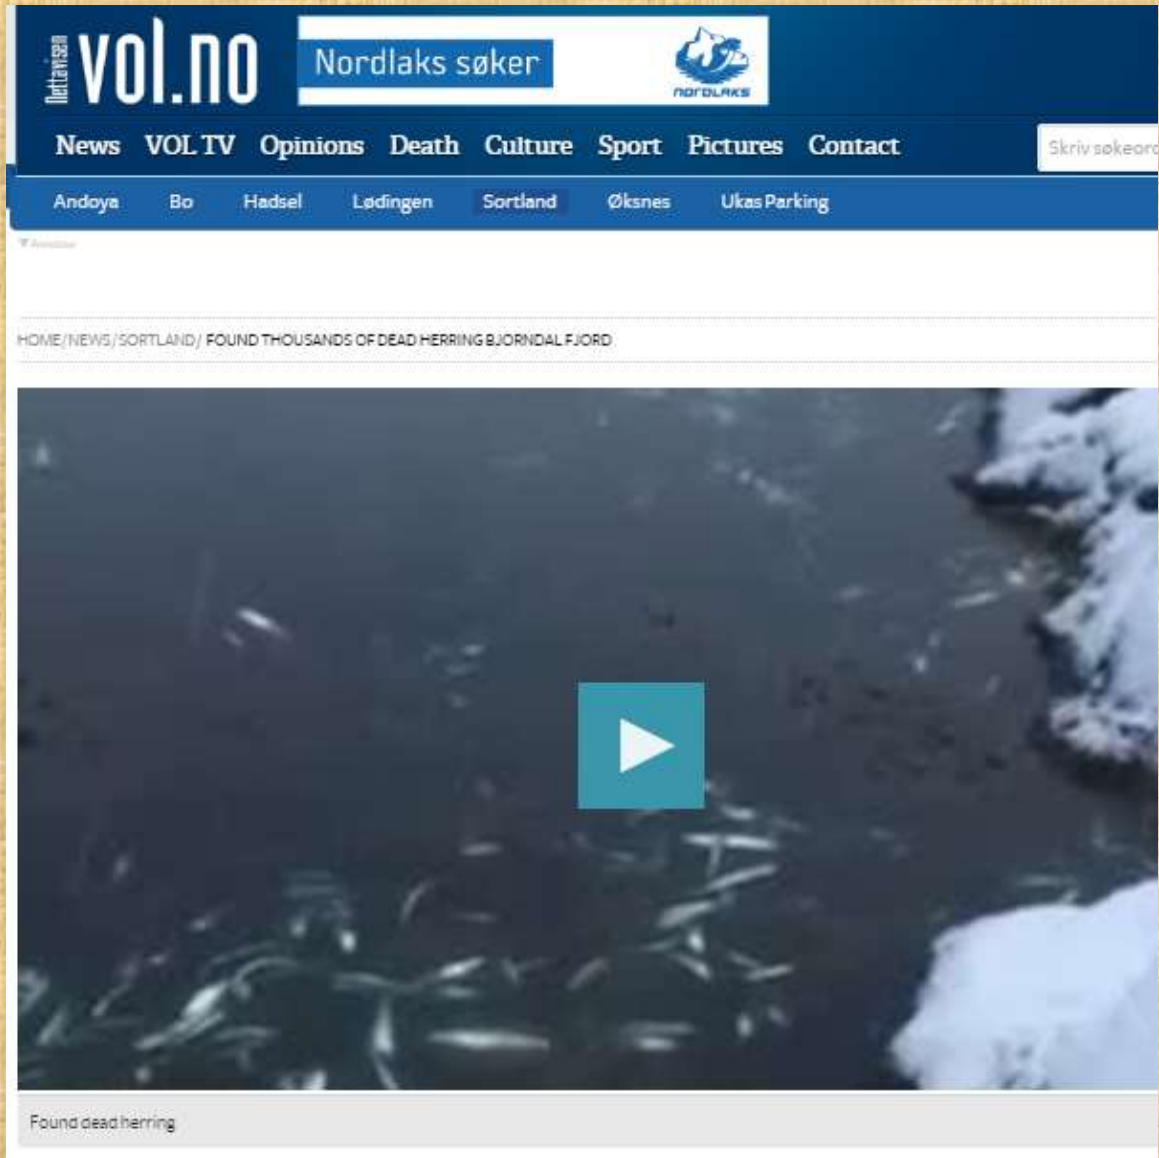 Nettavisen
vol.no
Nordlaks søker
NORDLAKS
News VOL TV Opinions Death Culture Sport Pictures Contact
Skriv søkeord
Andoya Bo Hadsel Lødingen Sortland Øksnes Ukas Parking
HOME/NEWS/SORTLAND/ FOUND THOUSANDS OF DEAD HERRING BJORNDAL FJORD
Found dead herring